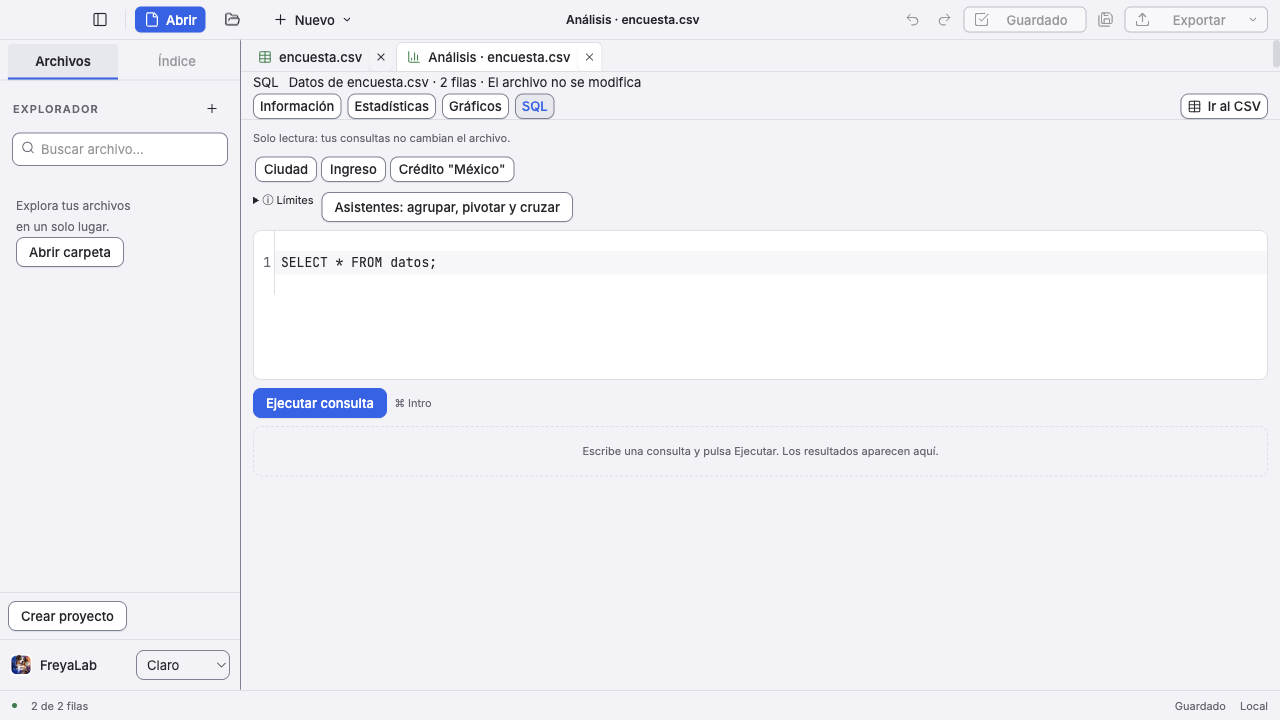 Abrir
Nuevo
Análisis · encuesta.csv
Guardado
Exportar
Archivos
Índice
encuesta.csv
Análisis · encuesta.csv
SQL Datos de encuesta.csv · 2 filas · El archivo no se modifica
Información
Estadísticas
Gráficos
SQL
Ir al CSV
EXPLORADOR
Buscar archivo...
Explora tus archivos
en un solo lugar.
Abrir carpeta
Solo lectura: tus consultas no cambian el archivo.
Ciudad
Ingreso
Crédito "México"
Límites
Asistentes: agrupar, pivotar y cruzar
1 SELECT * FROM datos;
Ejecutar consulta
⌘ Intro
Escribe una consulta y pulsa Ejecutar. Los resultados aparecen aquí.
Crear proyecto
FreyaLab
Claro
2 de 2 filas
Guardado
Local